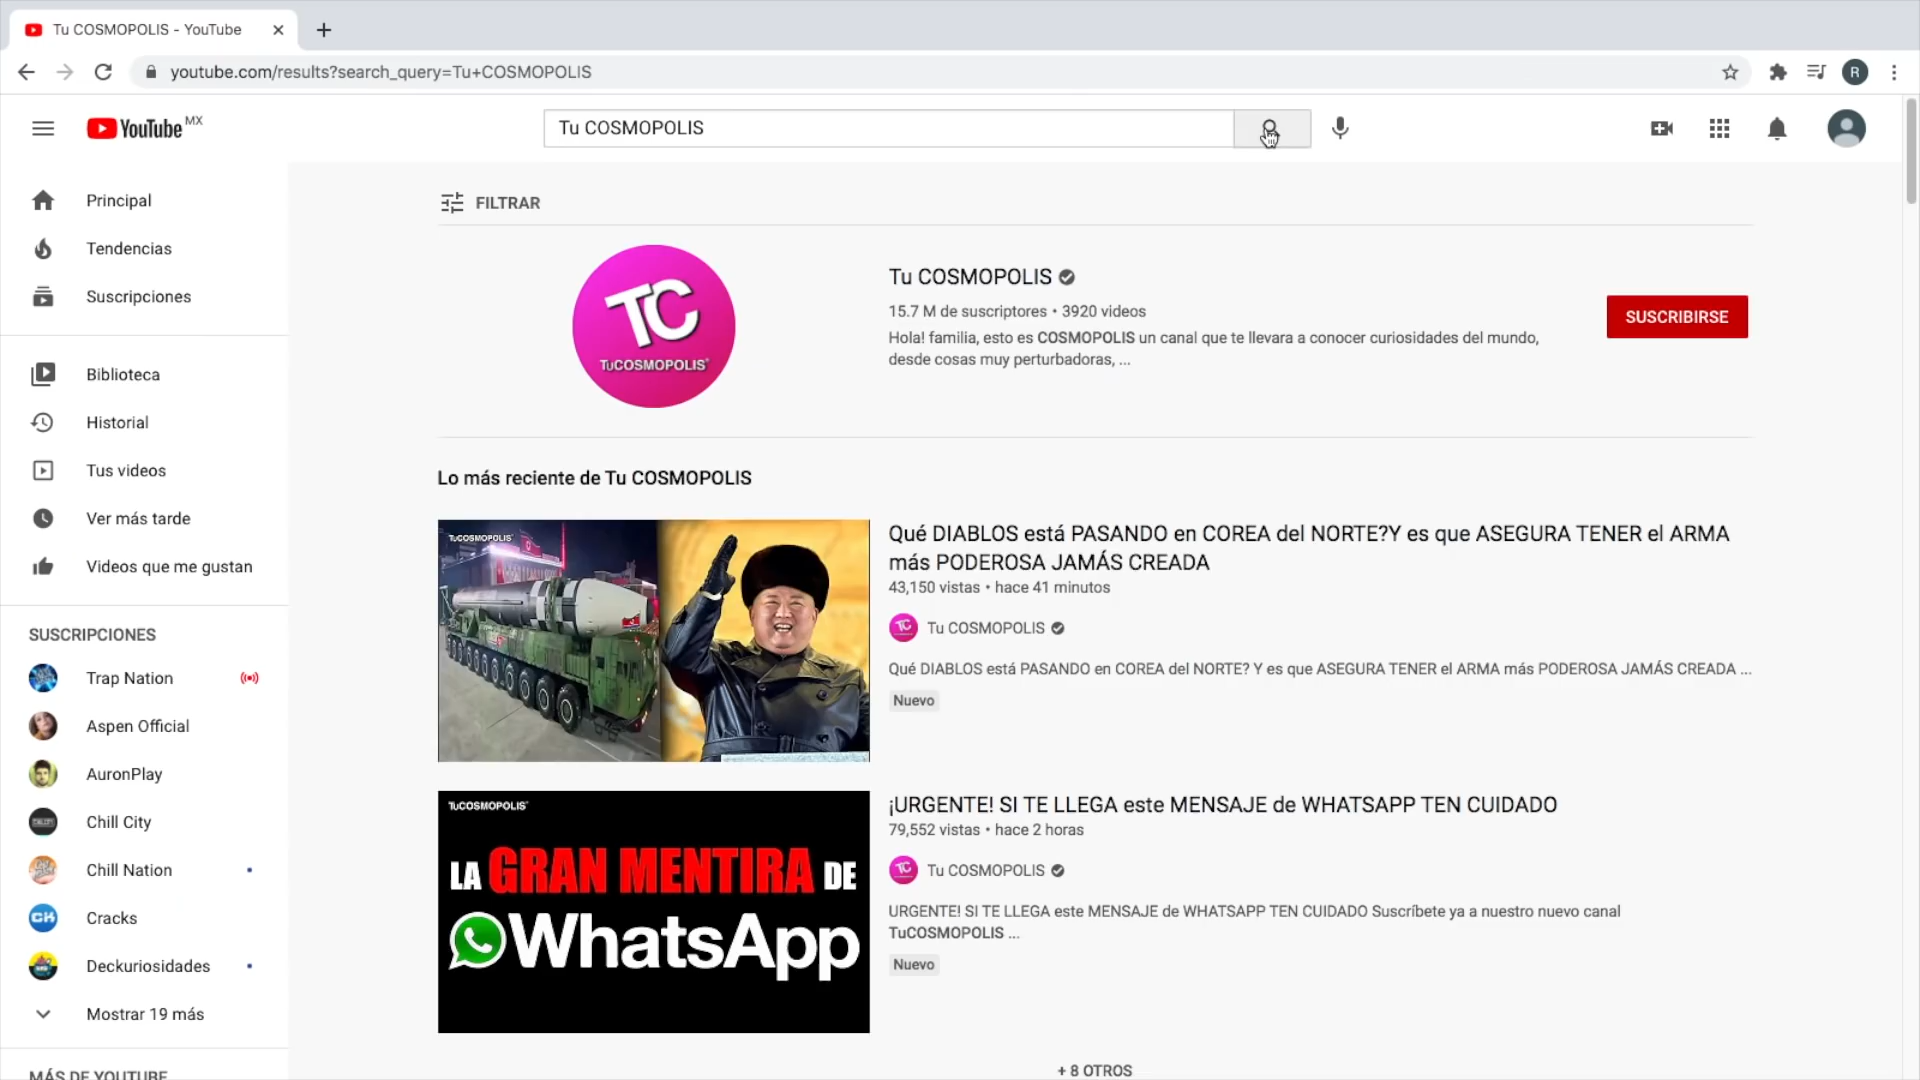 Tu COSMOPOLIS - YouTube
youtube.com/results?search_query=Tu+COSMOPOLIS
R
YouTube MX
Tu COSMOPOLIS
Principal
Tendencias
Suscripciones
Biblioteca
Historial
Tus videos
Ver más tarde
Videos que me gustan
SUSCRIPCIONES
Trap Nation
Aspen Official
AuronPlay
Chill City
Chill Nation
Cracks
Deckuriosidades
Mostrar 19 más
MÁS DE YOUTUBE
FILTRAR
TC
TUCOSMOPOLIS
Tu COSMOPOLIS
15.7 M de suscriptores • 3920 videos
Hola! familia, esto es COSMOPOLIS un canal que te llevara a conocer curiosidades del mundo,
desde cosas muy perturbadoras, ...
SUSCRIBIRSE
Lo más reciente de Tu COSMOPOLIS
TUCOSMOPOLIS
Qué DIABLOS está PASANDO en COREA del NORTE?Y es que ASEGURA TENER el ARMA
más PODEROSA JAMÁS CREADA
43,150 vistas • hace 41 minutos
TC
Tu COSMOPOLIS
Qué DIABLOS está PASANDO en COREA del NORTE? Y es que ASEGURA TENER el ARMA más PODEROSA JAMÁS CREADA ...
Nuevo
TUCOSMOPOLIS
LA GRAN MENTIRA DE
WhatsApp
¡URGENTE! SI TE LLEGA este MENSAJE de WHATSAPP TEN CUIDADO
79,552 vistas • hace 2 horas
TC
Tu COSMOPOLIS
URGENTE! SI TE LLEGA este MENSAJE de WHATSAPP TEN CUIDADO Suscríbete ya a nuestro nuevo canal
TuCOSMOPOLIS ...
Nuevo
+ 8 OTROS